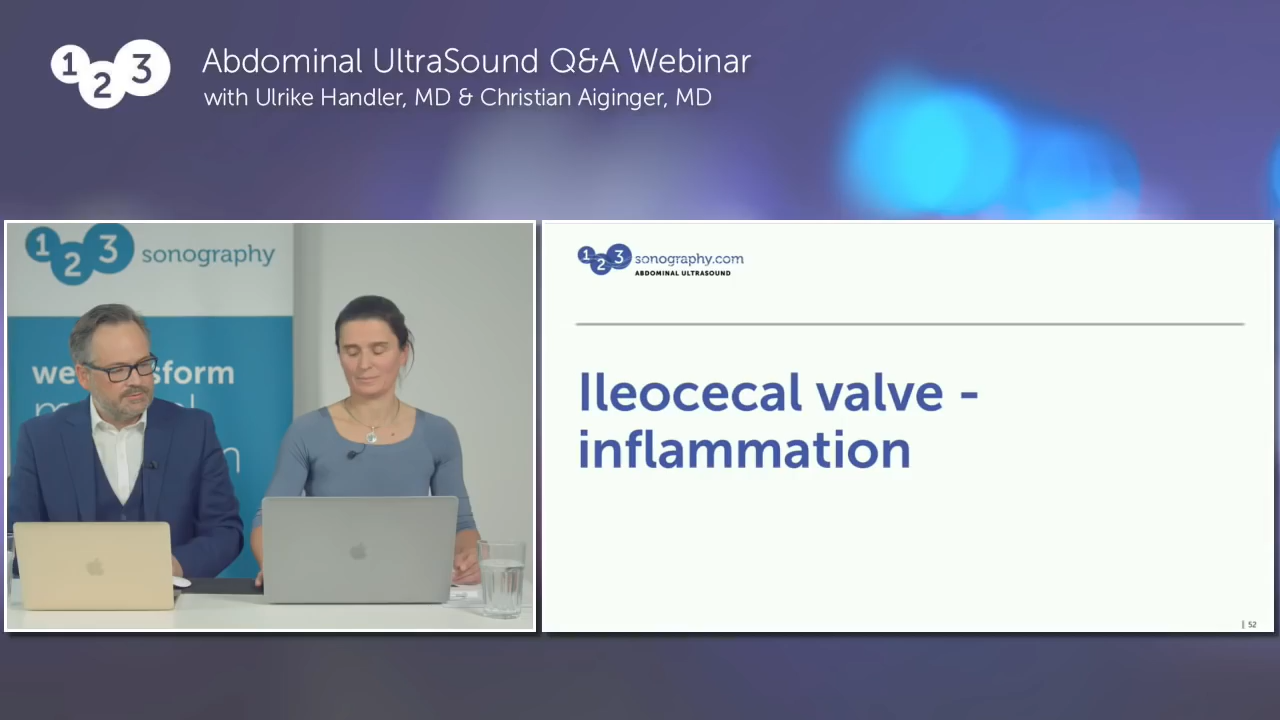 1 2 3
Abdominal UltraSound Q&A Webinar
with Ulrike Handler, MD & Christian Aiginger, MD
1 2 3 sonography
1 2 3 sonography.com
ABDOMINAL ULTRASOUND
Ileocecal valve -
inflammation
| 52